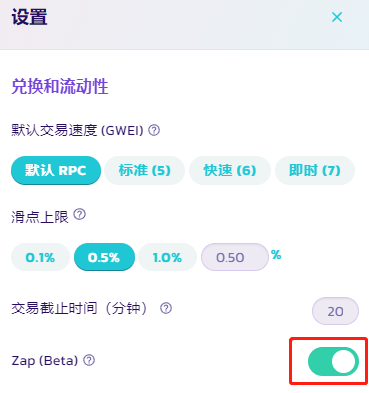 设置
兑换和流动性
默认交易速度 (GWEI)
默认 RPC 标准 (5) 快速 (6) 即时 (7)
滑点上限
0.1% 0.5% 1.0% 0.50 %
交易截止时间（分钟） 20
Zap (Beta)